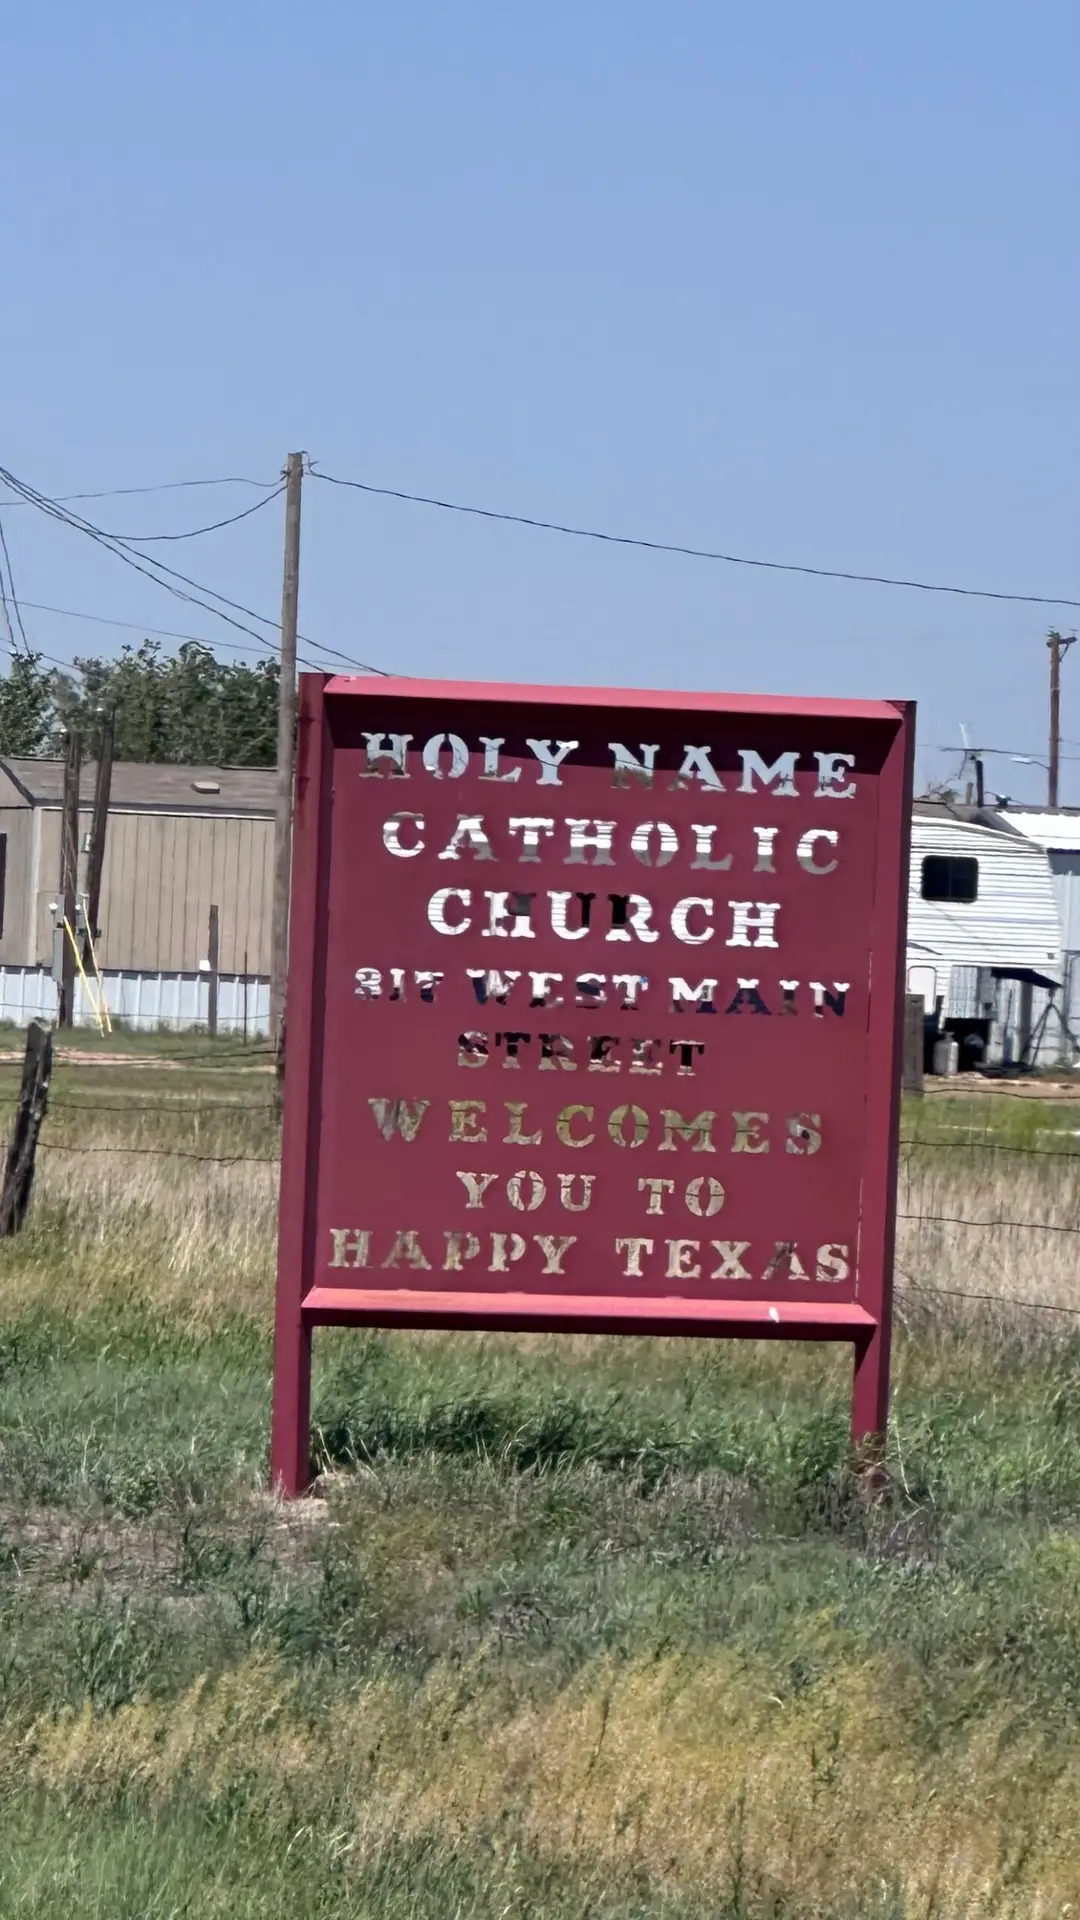 HOLY NAME
CATHOLIC
CHURCH
817 WEST MAIN
STREET
WELCOMES
YOU TO
HAPPY TEXAS